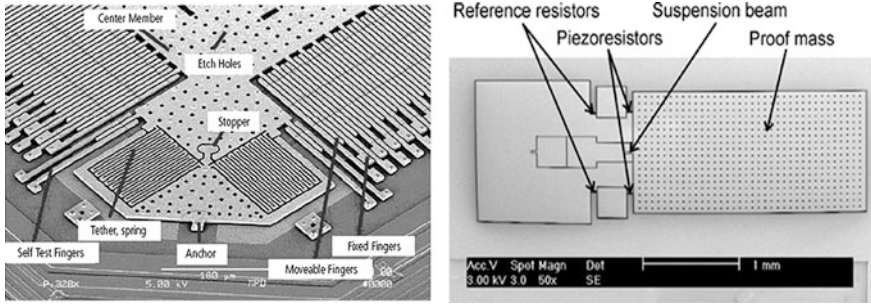 Center Member
Etch Holes
Stopper
Tether, spring
Self Test Fingers
Anchor
Moveable Fingers
Fixed Fingers
100 µm
5.00 kV
Reference resistors
Suspension beam
Piezoresistors
Proof mass
Acc.V Spot Magn Det
3.00 kV 3.0 50x SE
1 mm